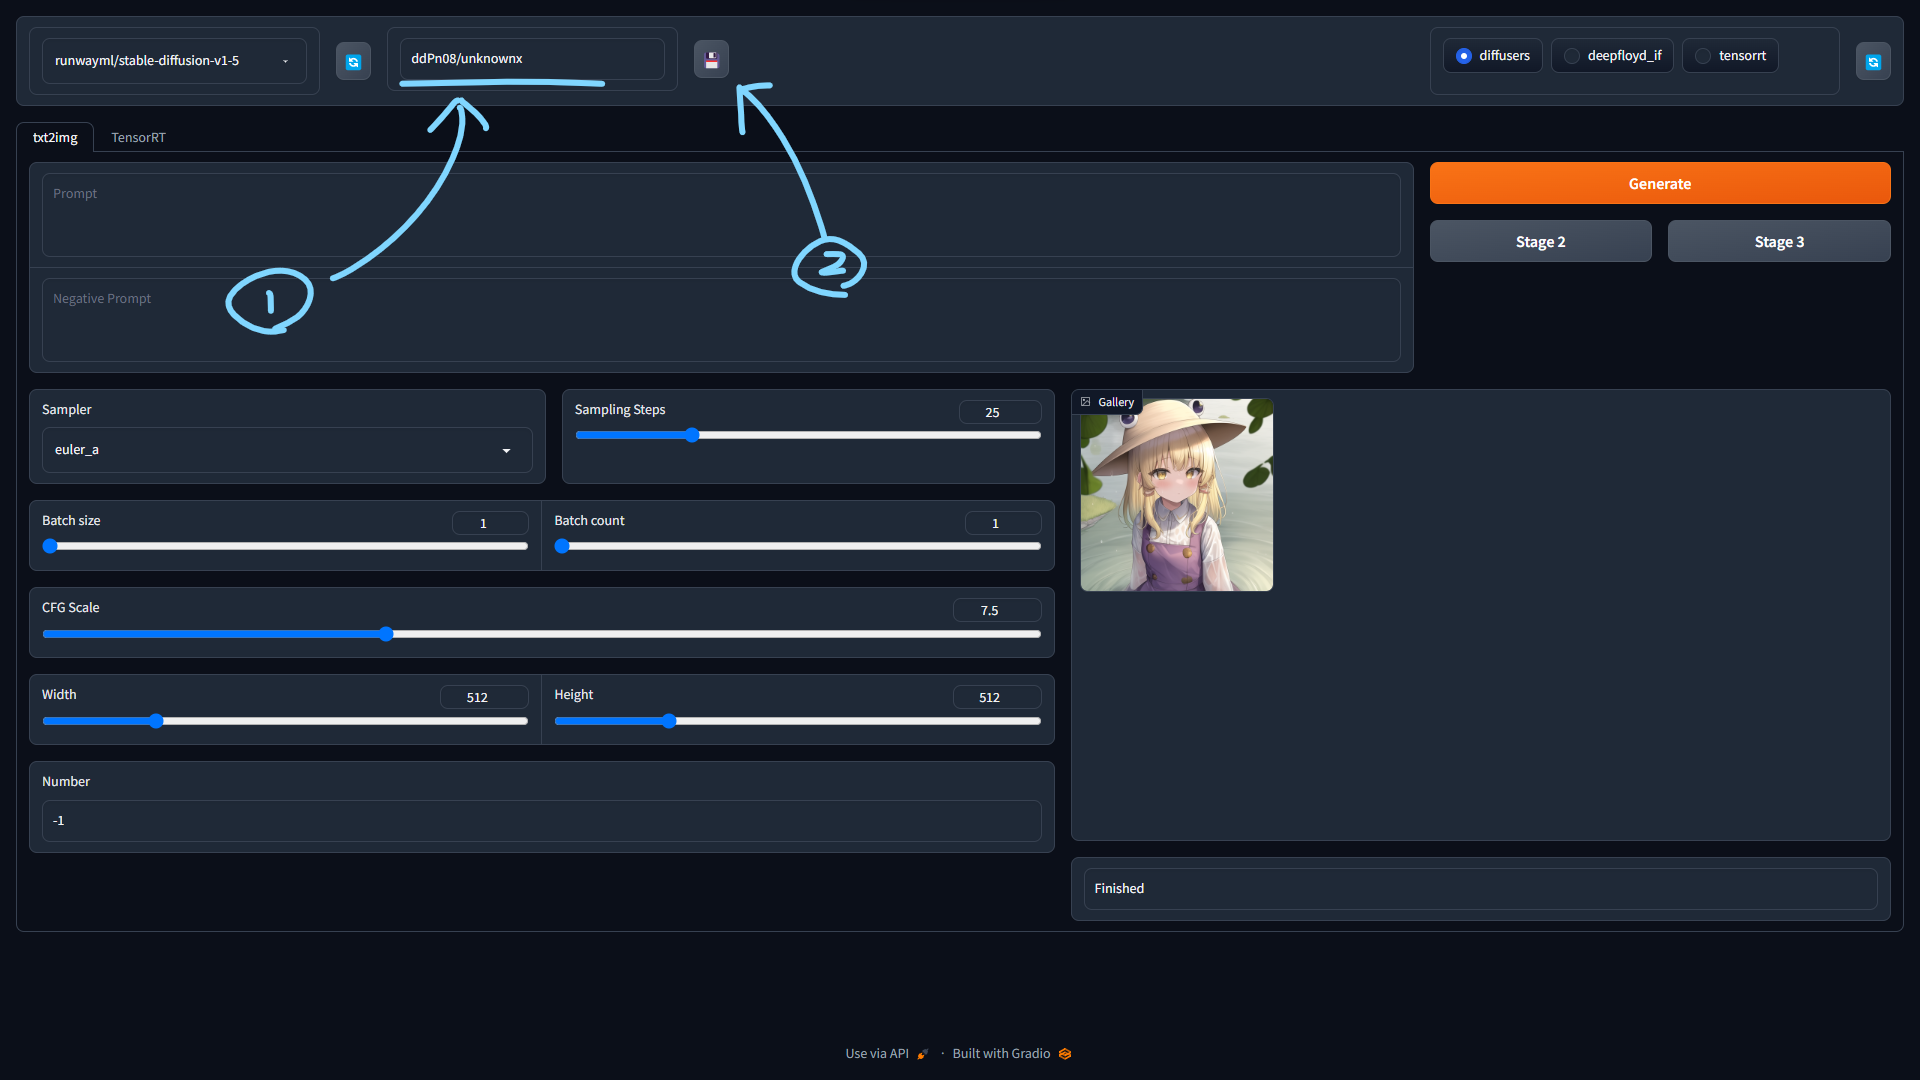 runwayml/stable-diffusion-v1-5
ddPn08/unknownx
diffusers
deepfloyd_if
tensorrt
txt2img
TensorRT
Prompt
Generate
Stage 2
Stage 3
2
Negative Prompt
1
Sampler
euler_a
Sampling Steps
25
Gallery
Batch size
1
Batch count
1
CFG Scale
7.5
Width
512
Height
512
Number
-1
Finished
Use via API · Built with Gradio